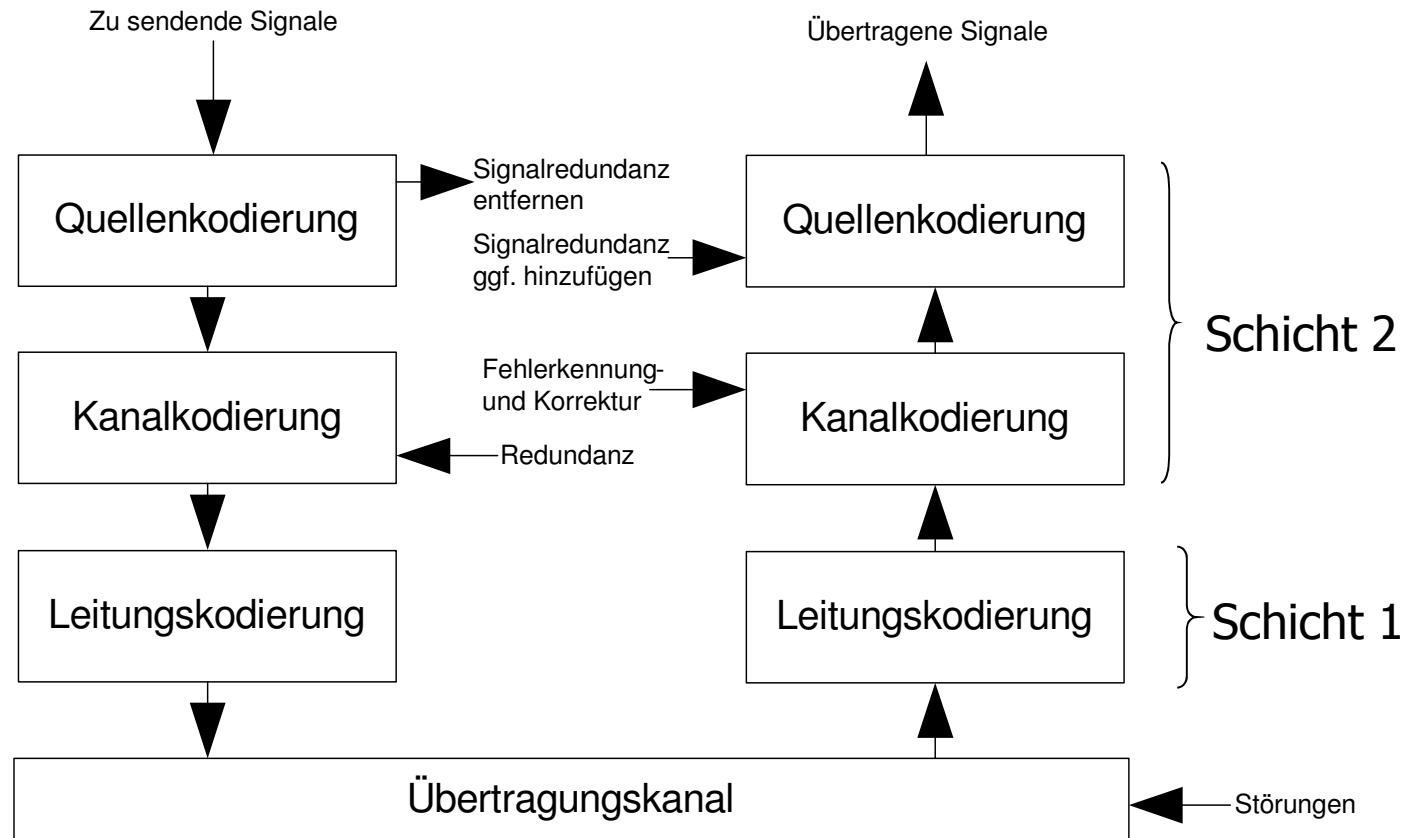 Zu sendende Signale
Übertragene Signale
Quellenkodierung
Signalredundanz
entfernen
Signalredundanz
ggf. hinzufügen
Quellenkodierung
Schicht 2
Kanalkodierung
Fehlerkennung-
und Korrektur
Redundanz
Kanalkodierung
Leitungskodierung
Leitungskodierung
Schicht 1
Übertragungskanal
Störungen